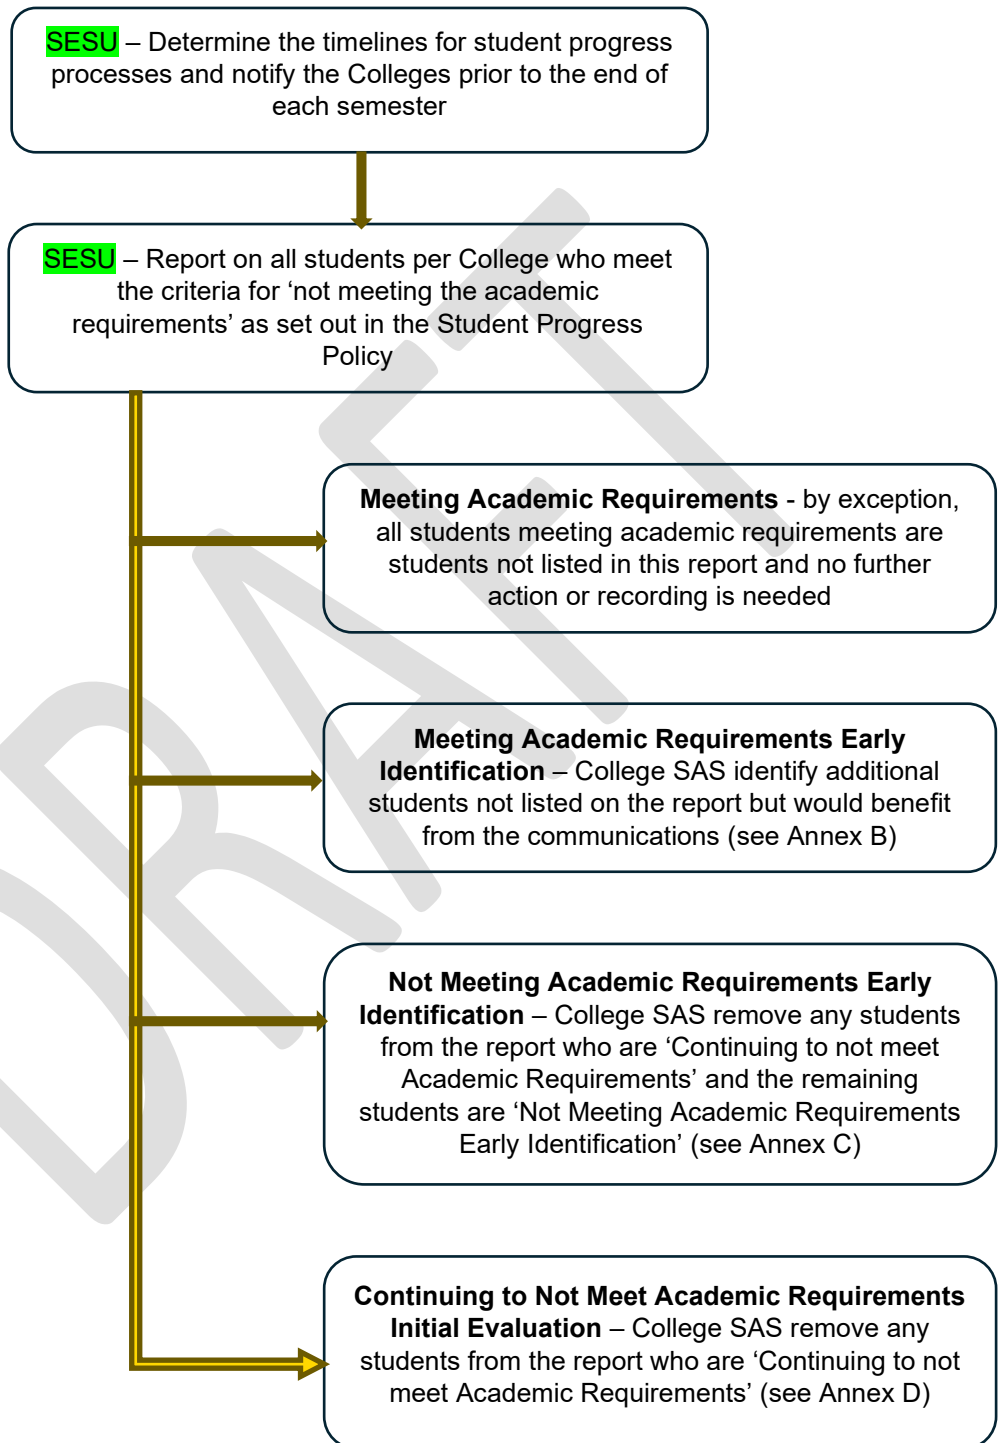 SESU – Determine the timelines for student progress
processes and notify the Colleges prior to the end of
each semester
SESU – Report on all students per College who meet
the criteria for ‘not meeting the academic
requirements’ as set out in the Student Progress
Policy
Meeting Academic Requirements - by exception,
all students meeting academic requirements are
students not listed in this report and no further
action or recording is needed
Meeting Academic Requirements Early
Identification – College SAS identify additional
students not listed on the report but would benefit
from the communications (see Annex B)
Not Meeting Academic Requirements Early
Identification – College SAS remove any students
from the report who are ‘Continuing to not meet
Academic Requirements’ and the remaining
students are ‘Not Meeting Academic Requirements
Early Identification’ (see Annex C)
Continuing to Not Meet Academic Requirements
Initial Evaluation – College SAS remove any
students from the report who are ‘Continuing to not
meet Academic Requirements’ (see Annex D)
DRAFT